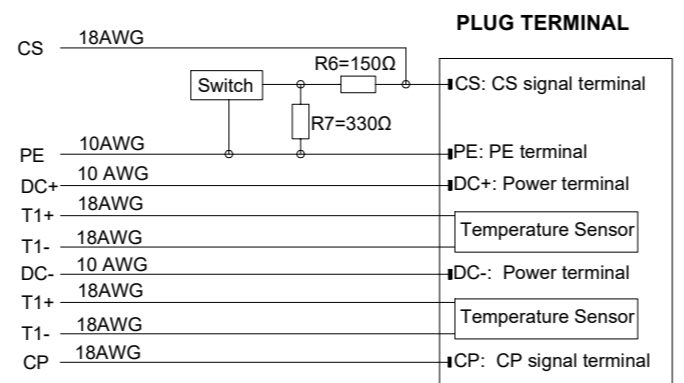 PLUG TERMINAL
CS 18AWG
R6=150Ω
Switch
CS: CS signal terminal
R7=330Ω
PE 10AWG
PE: PE terminal
DC+ 10 AWG
DC+: Power terminal
T1+ 18AWG
Temperature Sensor
T1- 18AWG
DC- 10 AWG
DC-: Power terminal
T1+ 18AWG
Temperature Sensor
T1- 18AWG
CP 18AWG
CP: CP signal terminal